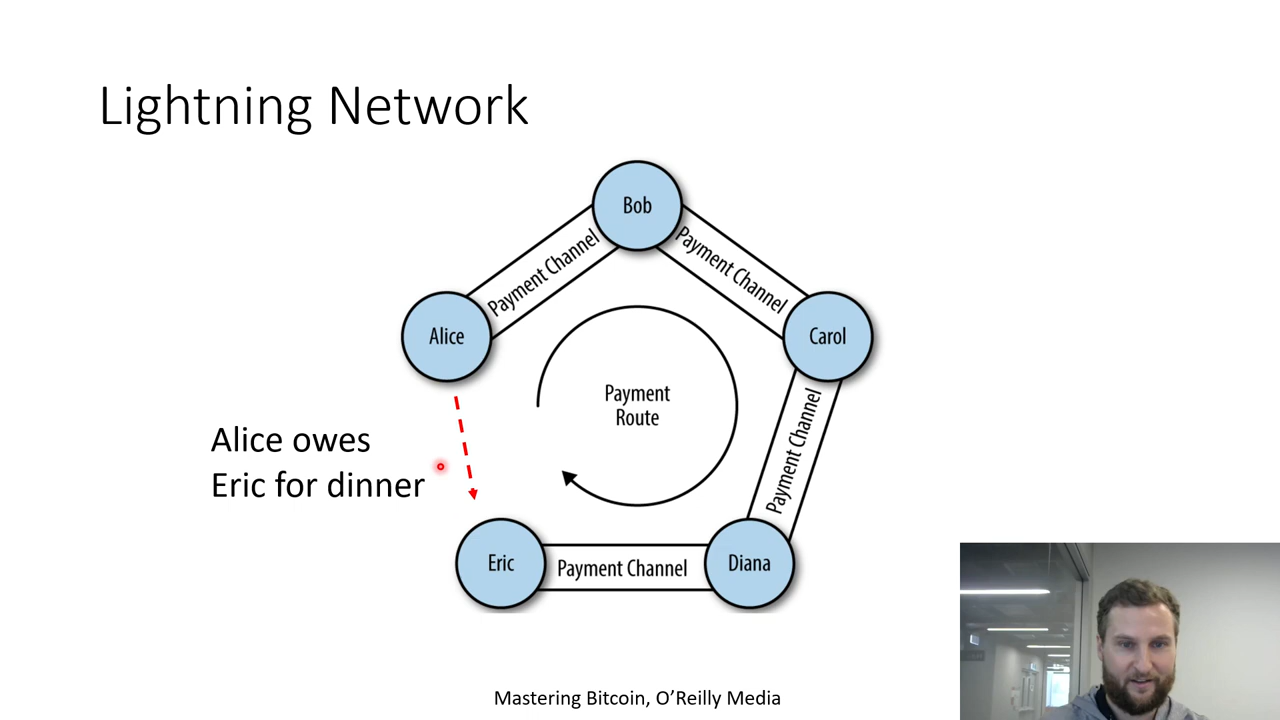 Lightning Network
Bob
Payment Channel
Payment Channel
Alice
Carol
Payment
Route
Payment Channel
Alice owes
Eric for dinner
Eric
Payment Channel
Diana
Mastering Bitcoin, O'Reilly Media